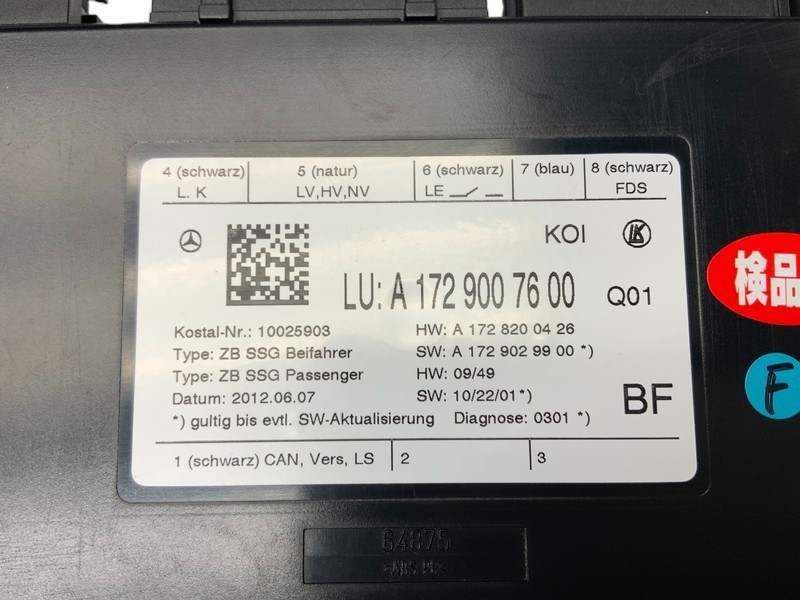 4 (schwarz) 5 (natur) 6 (schwarz) 7 (blau) 8 (schwarz)
L. K LV,HV,NV LE FDS
KOI LK
LU: A 172 900 76 00 Q01
Kostal-Nr.: 10025903 HW: A 172 820 04 26
Type: ZB SSG Beifahrer SW: A 172 902 99 00 *)
Type: ZB SSG Passenger HW: 09/49
Datum: 2012.06.07 SW: 10/22/01*)
BF
*) gultig bis evtl. SW-Aktualisierung Diagnose: 0301 *)
1 (schwarz) CAN, Vers, LS 2 3
検品
F
64875